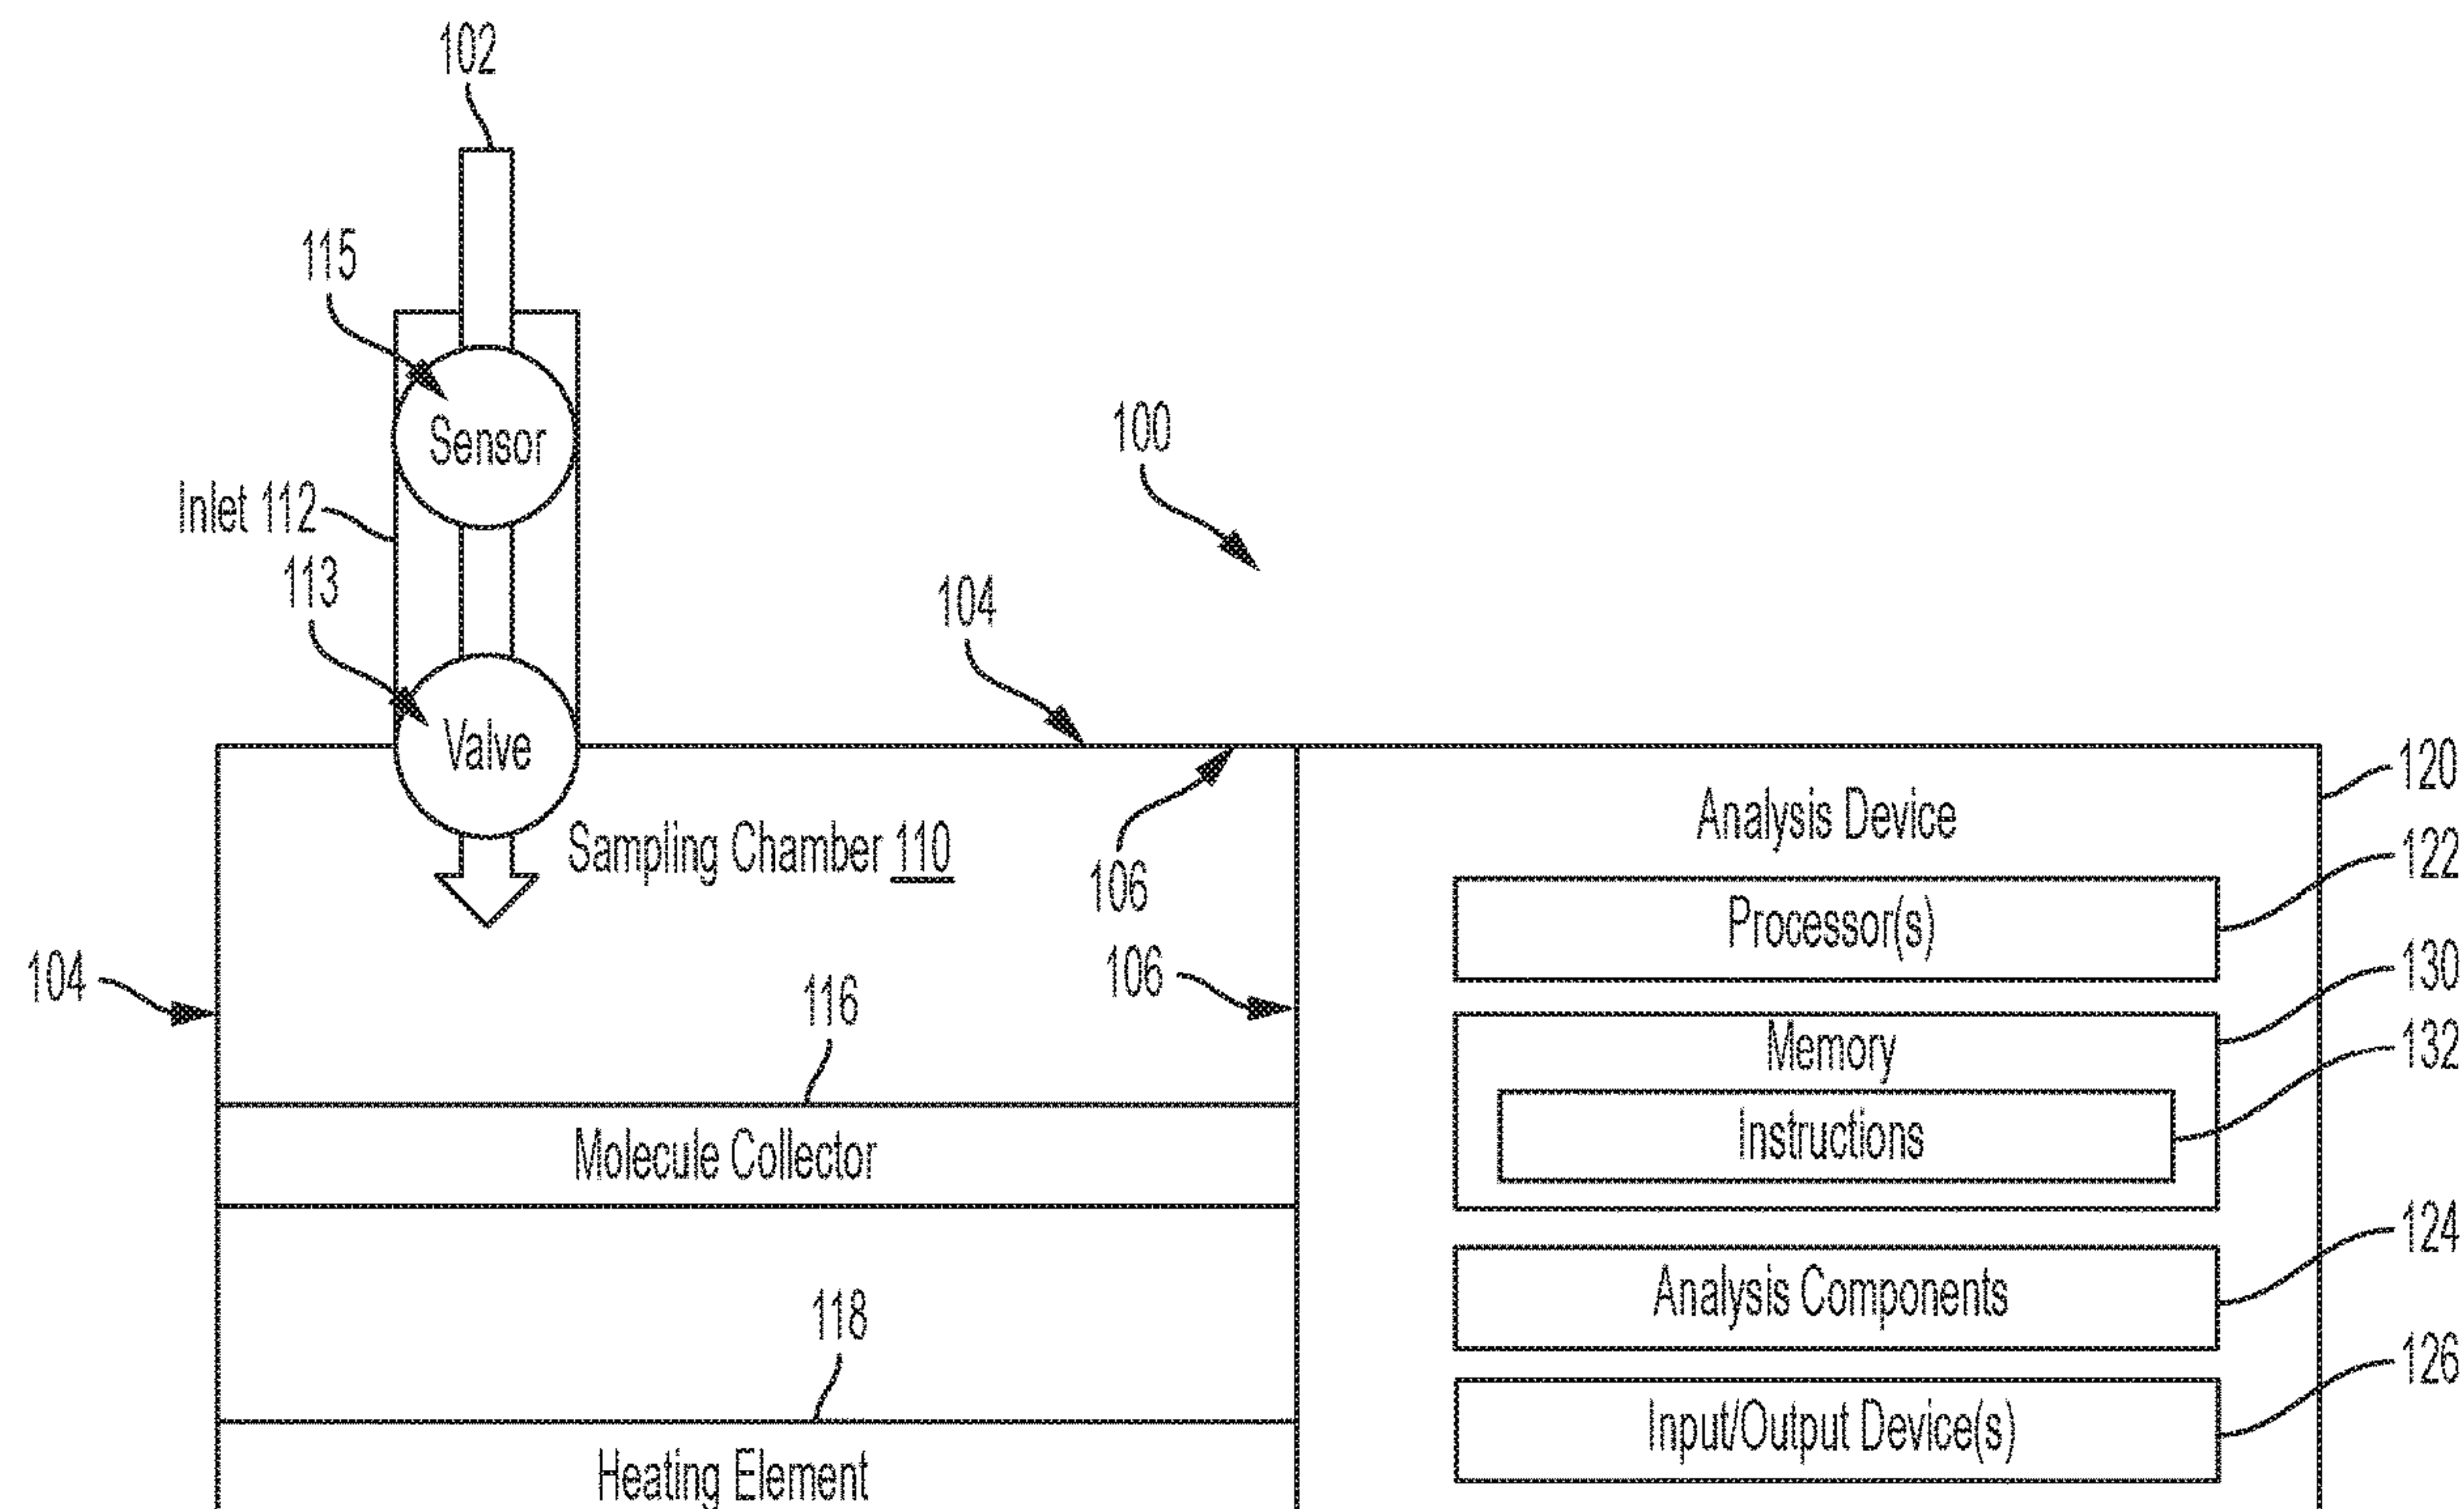 102
115
Sensor
100
Inlet 112
113
104
Valve
120
Analysis Device
Sampling Chamber 110
122
106
Processor(s)
104
106
130
116
Memory
132
Molecule Collector
Instructions
124
118
Analysis Components
126
Heating Element
Input/Output Device(s)